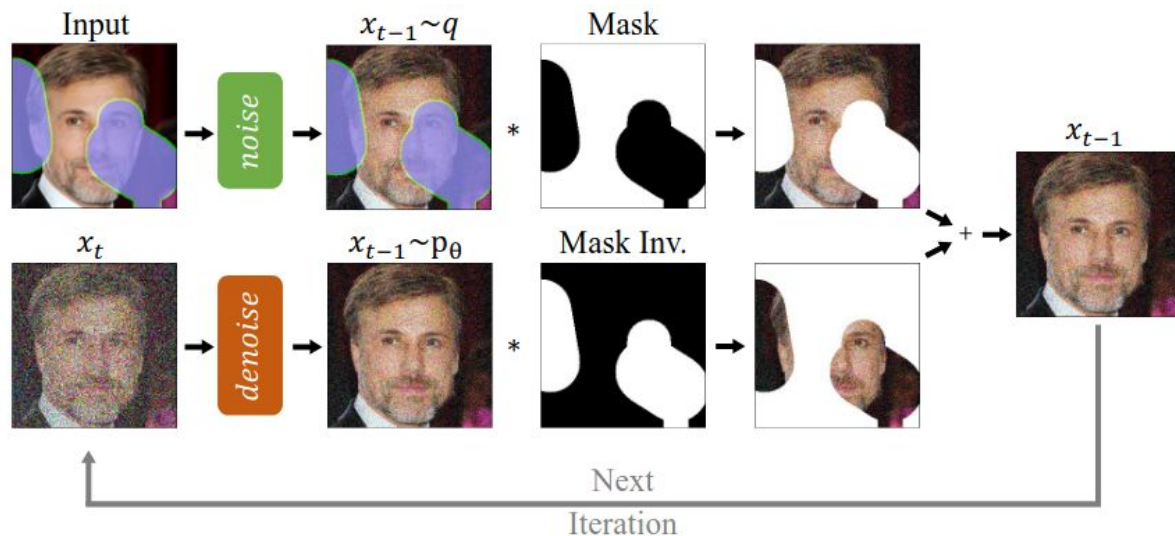 Input
x_{t−1}~q
Mask
noise
*
x_{t−1}
+
x_t
x_{t−1}~p_θ
Mask Inv.
denoise
*
Next
Iteration